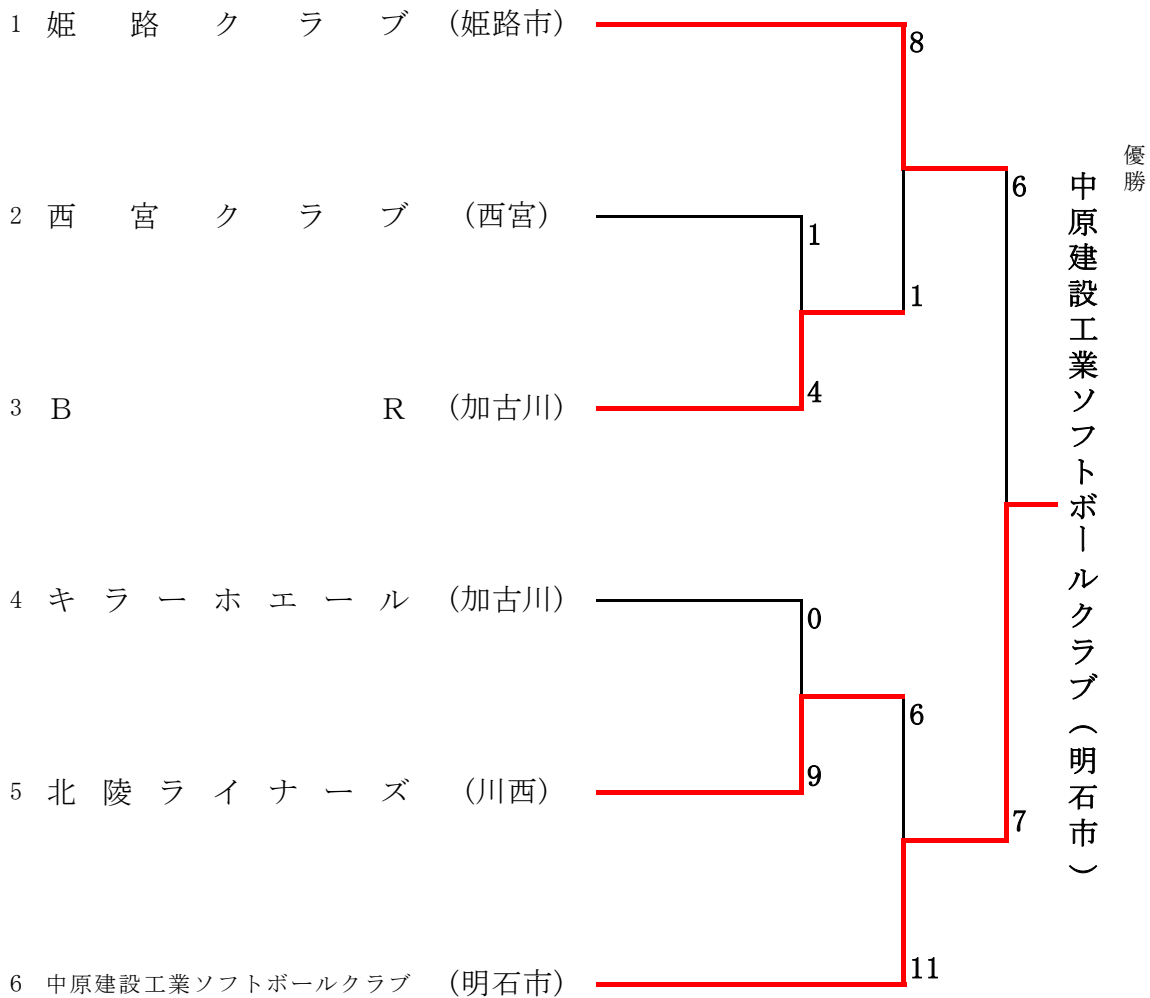 1 姫路クラブ (姫路市)
8
優勝
中原建設工業ソフトボールクラブ(明石市)
6
2 西宮クラブ (西宮)
1
1
3 BR (加古川)
4
4 キラーホエール (加古川)
0
6
5 北陵ライナーズ (川西)
9
7
11
6 中原建設工業ソフトボールクラブ (明石市)